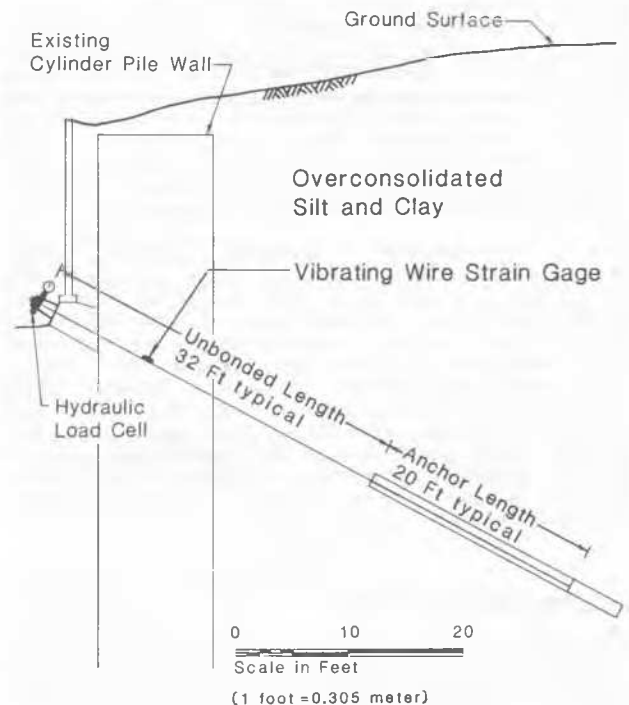 Ground Surface
Existing
Cylinder Pile Wall
Overconsolidated
Silt and Clay
Vibrating Wire Strain Gage
Unbonded Length
32 Ft typical
Anchor Length
20 Ft typical
Hydraulic
Load Cell
0 10 20
Scale in Feet
(1 foot =0.305 meter)